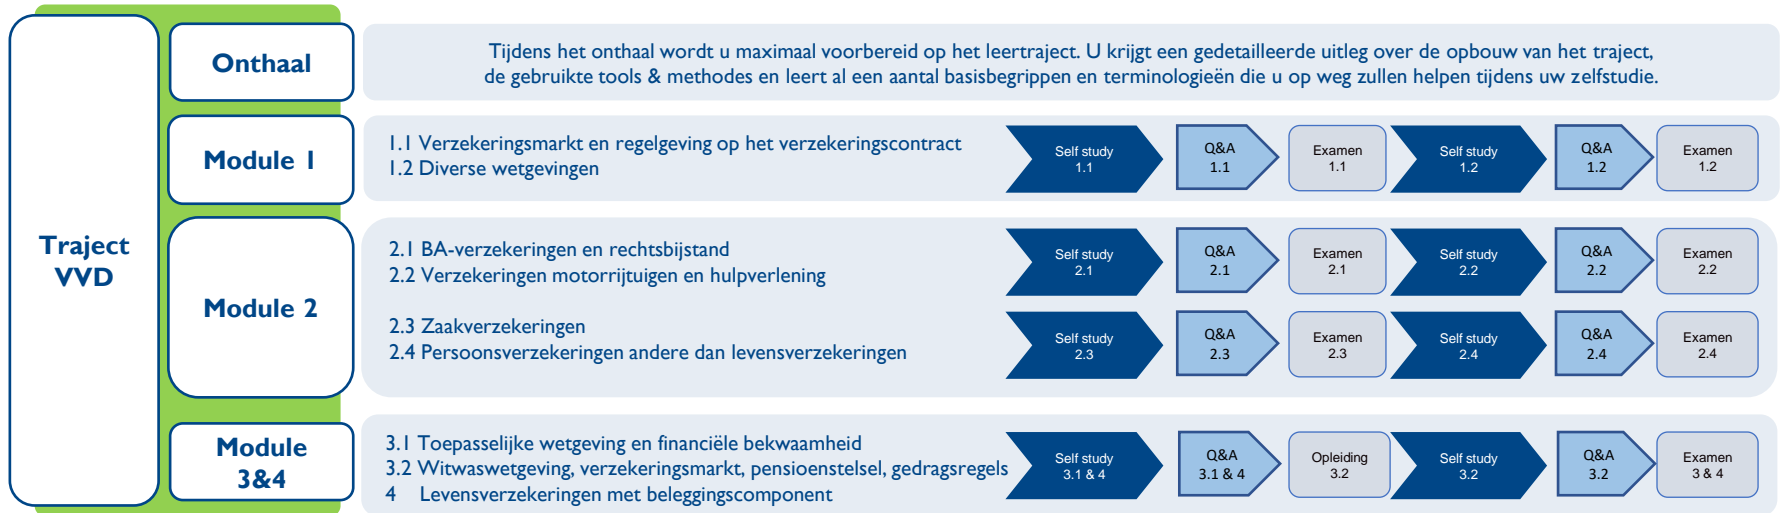 Traject
VVD
Onthaal
Tijdens het onthaal wordt u maximaal voorbereid op het leertraject. U krijgt een gedetailleerde uitleg over de opbouw van het traject,
de gebruikte tools & methodes en leert al een aantal basisbegrippen en terminologieën die u op weg zullen helpen tijdens uw zelfstudie.
Module 1
1.1 Verzekeringsmarkt en regelgeving op het verzekeringscontract
1.2 Diverse wetgevingen
Self study
1.1
Q&A
1.1
Examen
1.1
Self study
1.2
Q&A
1.2
Examen
1.2
Module 2
2.1 BA-verzekeringen en rechtsbijstand
2.2 Verzekeringen motorrijtuigen en hulpverlening
Self study
2.1
Q&A
2.1
Examen
2.1
Self study
2.2
Q&A
2.2
Examen
2.2
2.3 Zaakverzekeringen
2.4 Persoonsverzekeringen andere dan levensverzekeringen
Self study
2.3
Q&A
2.3
Examen
2.3
Self study
2.4
Q&A
2.4
Examen
2.4
Module
3&4
3.1 Toepasselijke wetgeving en financiële bekwaamheid
3.2 Witwaswetgeving, verzekeringsmarkt, pensioenstelsel, gedragsregels
4 Levensverzekeringen met beleggingscomponent
Self study
3.1 & 4
Q&A
3.1 & 4
Opleiding
3.2
Self study
3.2
Q&A
3.2
Examen
3 & 4